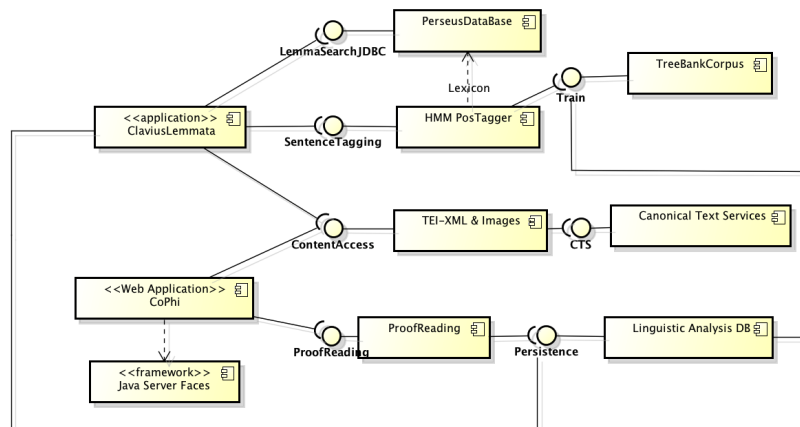 PerseusDataBase
LemmaSearchJDBC
TreeBankCorpus
Lexicon
Train
<<application>>
ClaviusLemmata
HMM PosTagger
SentenceTagging
TEI-XML & Images
Canonical Text Services
ContentAccess
CTS
<<Web Application>>
CoPhi
ProofReading
Linguistic Analysis DB
ProofReading
Persistence
<<framework>>
Java Server Faces